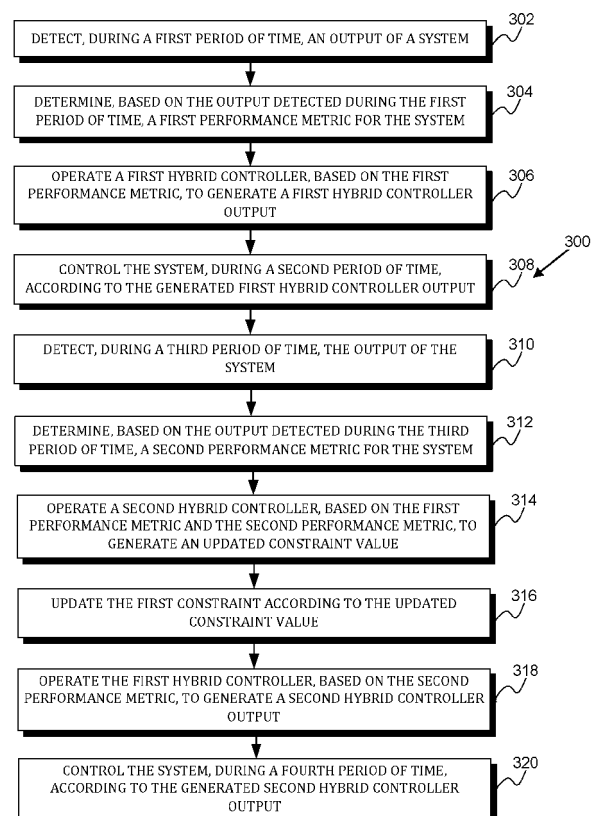 DETECT, DURING A FIRST PERIOD OF TIME, AN OUTPUT OF A SYSTEM
302
DETERMINE, BASED ON THE OUTPUT DETECTED DURING THE FIRST
PERIOD OF TIME, A FIRST PERFORMANCE METRIC FOR THE SYSTEM
304
OPERATE A FIRST HYBRID CONTROLLER, BASED ON THE FIRST
PERFORMANCE METRIC, TO GENERATE A FIRST HYBRID CONTROLLER
OUTPUT
306
CONTROL THE SYSTEM, DURING A SECOND PERIOD OF TIME,
ACCORDING TO THE GENERATED FIRST HYBRID CONTROLLER OUTPUT
308
300
DETECT, DURING A THIRD PERIOD OF TIME, THE OUTPUT OF THE
SYSTEM
310
DETERMINE, BASED ON THE OUTPUT DETECTED DURING THE THIRD
PERIOD OF TIME, A SECOND PERFORMANCE METRIC FOR THE SYSTEM
312
OPERATE A SECOND HYBRID CONTROLLER, BASED ON THE FIRST
PERFORMANCE METRIC AND THE SECOND PERFORMANCE METRIC, TO
GENERATE AN UPDATED CONSTRAINT VALUE
314
UPDATE THE FIRST CONSTRAINT ACCORDING TO THE UPDATED
CONSTRAINT VALUE
316
OPERATE THE FIRST HYBRID CONTROLLER, BASED ON THE SECOND
PERFORMANCE METRIC, TO GENERATE A SECOND HYBRID CONTROLLER
OUTPUT
318
CONTROL THE SYSTEM, DURING A FOURTH PERIOD OF TIME,
ACCORDING TO THE GENERATED SECOND HYBRID CONTROLLER
OUTPUT
320